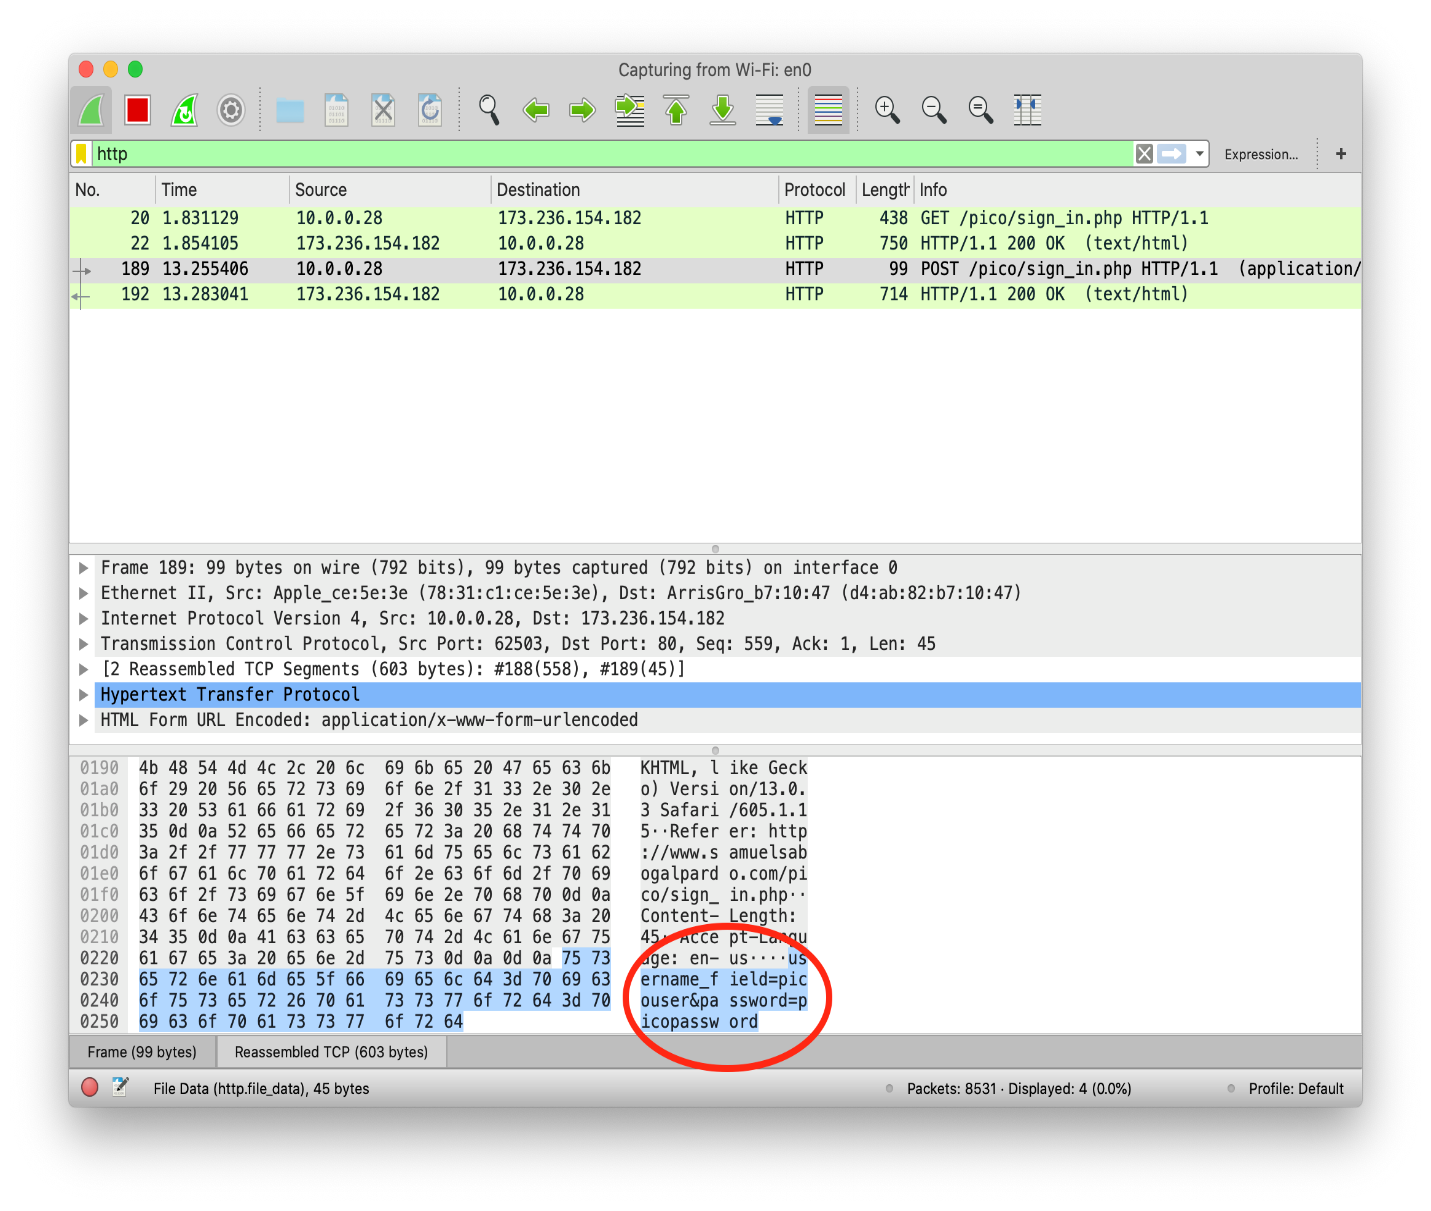 Capturing from Wi-Fi: en0
http
Expression...
+
No. Time Source Destination Protocol Length Info
20 1.831129 10.0.0.28 173.236.154.182 HTTP 438 GET /pico/sign_in.php HTTP/1.1
22 1.854105 173.236.154.182 10.0.0.28 HTTP 750 HTTP/1.1 200 OK (text/html)
189 13.255406 10.0.0.28 173.236.154.182 HTTP 99 POST /pico/sign_in.php HTTP/1.1 (application/
192 13.283041 173.236.154.182 10.0.0.28 HTTP 714 HTTP/1.1 200 OK (text/html)
Frame 189: 99 bytes on wire (792 bits), 99 bytes captured (792 bits) on interface 0
Ethernet II, Src: Apple_ce:5e:3e (78:31:c1:ce:5e:3e), Dst: ArrisGro_b7:10:47 (d4:ab:82:b7:10:47)
Internet Protocol Version 4, Src: 10.0.0.28, Dst: 173.236.154.182
Transmission Control Protocol, Src Port: 62503, Dst Port: 80, Seq: 559, Ack: 1, Len: 45
[2 Reassembled TCP Segments (603 bytes): #188(558), #189(45)]
Hypertext Transfer Protocol
HTML Form URL Encoded: application/x-www-form-urlencoded
0190 4b 48 54 4d 4c 2c 20 6c 69 6b 65 20 47 65 63 6b KHTML, l ike Geck
01a0 6f 29 20 56 65 72 73 69 6f 6e 2f 31 33 2e 30 2e o) Versi on/13.0.
01b0 33 20 53 61 66 61 72 69 2f 36 30 35 2e 31 2e 31 3 Safari /605.1.1
01c0 35 0d 0a 52 65 66 65 72 65 72 3a 20 68 74 74 70 5··Refer er: http
01d0 3a 2f 2f 77 77 77 2e 73 61 6d 75 65 6c 73 61 62 ://www.s amuelsab
01e0 6f 67 61 6c 70 61 72 64 6f 2e 63 6f 6d 2f 70 69 ogalpard o.com/pi
01f0 63 6f 2f 73 69 67 6e 5f 69 6e 2e 70 68 70 0d 0a co/sign_ in.php··
0200 43 6f 6e 74 65 6e 74 2d 4c 65 6e 67 74 68 3a 20 Content- Length:
0210 34 35 0d 0a 41 63 63 65 70 74 2d 4c 61 6e 67 75 45··Acce pt-Langu
0220 61 67 65 3a 20 65 6e 2d 75 73 0d 0a 0d 0a 75 73 age: en- us····us
0230 65 72 6e 61 6d 65 5f 66 69 65 6c 64 3d 70 69 63 ername_f ield=pic
0240 6f 75 73 65 72 26 70 61 73 73 77 6f 72 64 3d 70 ouser&pa ssword=p
0250 69 63 6f 70 61 73 73 77 6f 72 64 icopassw ord
Frame (99 bytes) Reassembled TCP (603 bytes)
File Data (http.file_data), 45 bytes Packets: 8531 · Displayed: 4 (0.0%) Profile: Default